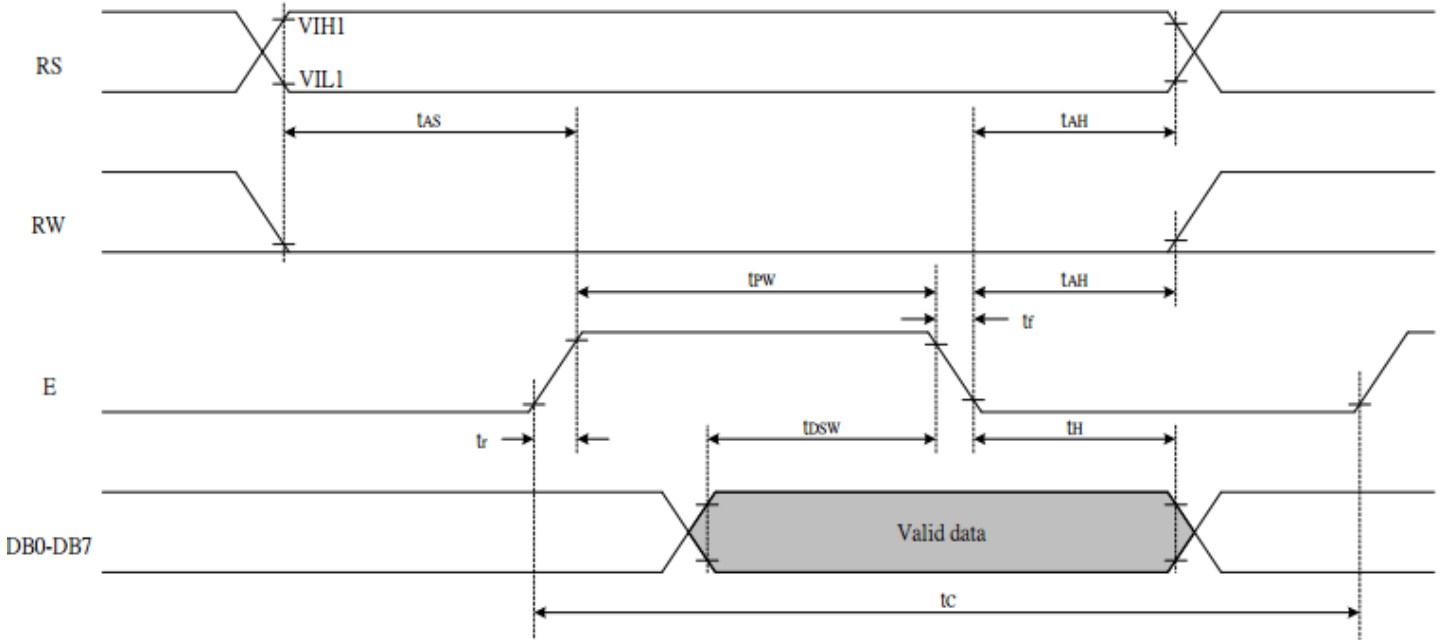 VIH1
RS
VIL1
tAS
tAH
RW
tPW
tAH
tf
E
tr
tDSW
tH
Valid data
DB0-DB7
tC